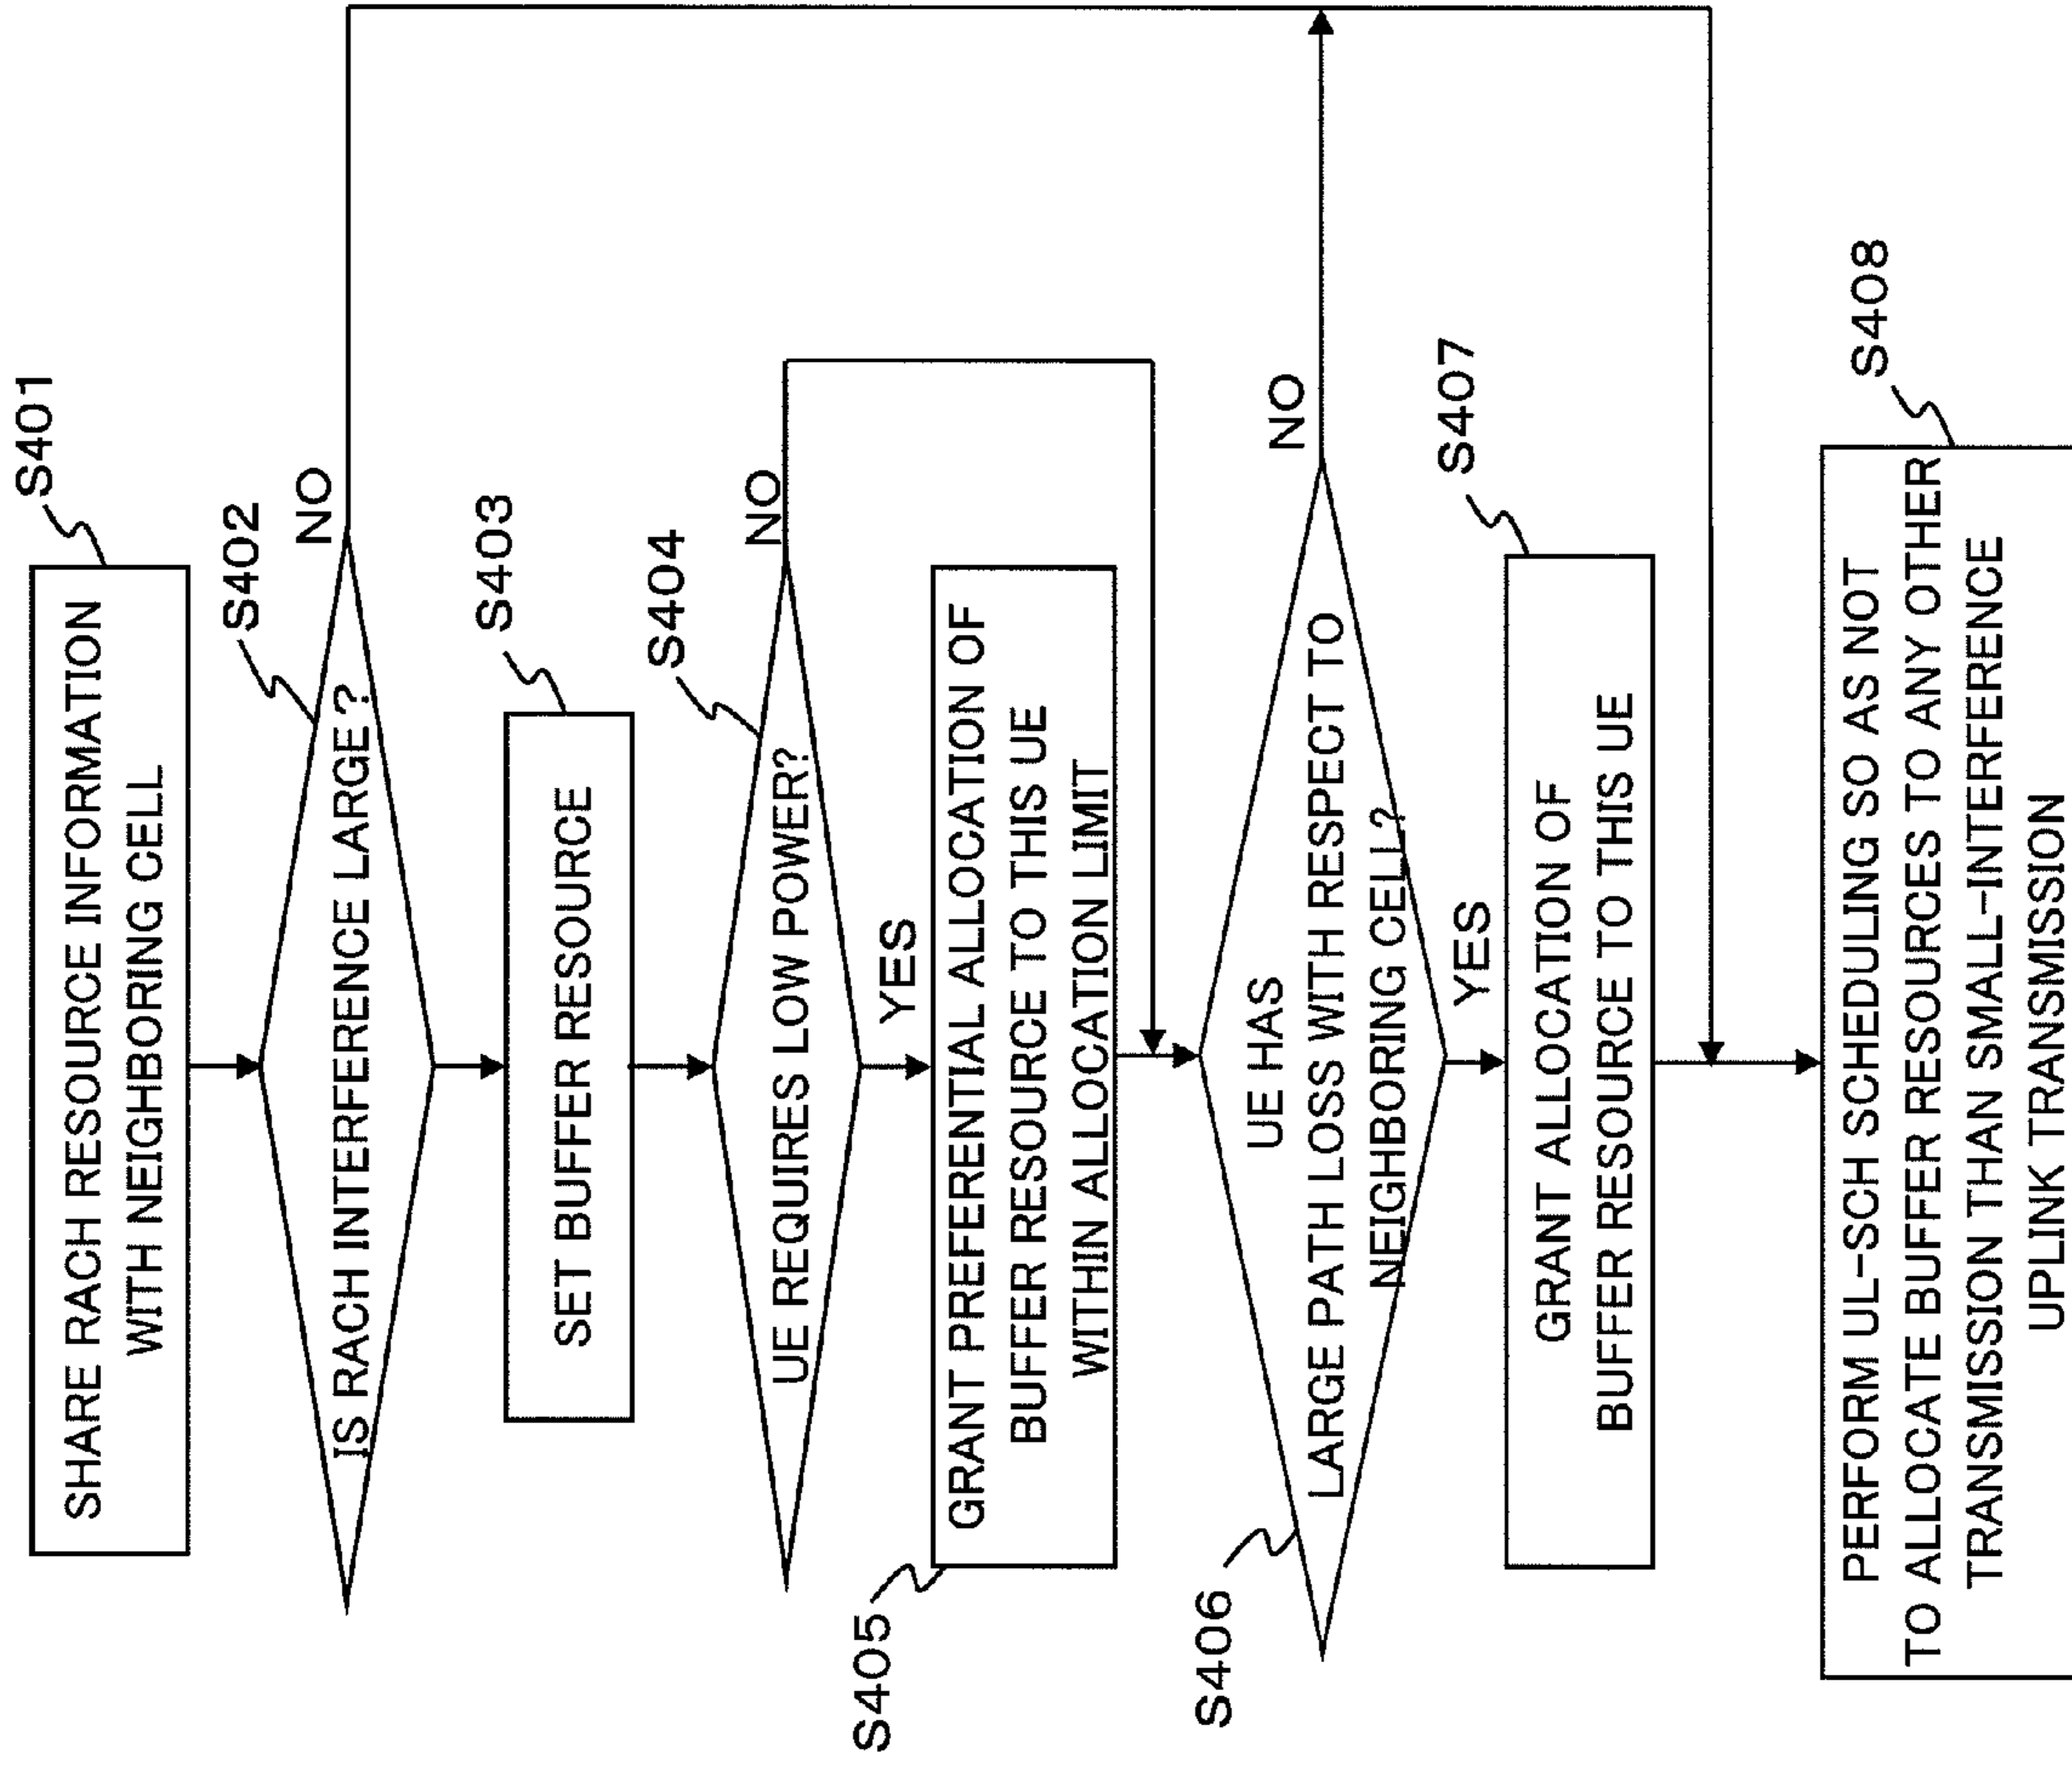 S401
SHARE RACH RESOURCE INFORMATION
WITH NEIGHBORING CELL
S402
IS RACH INTERFERENCE LARGE?
NO
S403
SET BUFFER RESOURCE
S404
UE REQUIRES LOW POWER?
NO
YES
S405
GRANT PREFERENTIAL ALLOCATION OF
BUFFER RESOURCE TO THIS UE
WITHIN ALLOCATION LIMIT
S406
UE HAS
LARGE PATH LOSS WITH RESPECT TO
NEIGHBORING CELL?
NO
YES
S407
GRANT ALLOCATION OF
BUFFER RESOURCE TO THIS UE
S408
PERFORM UL-SCH SCHEDULING SO AS NOT
TO ALLOCATE BUFFER RESOURCES TO ANY OTHER
TRANSMISSION THAN SMALL-INTERFERENCE
UPLINK TRANSMISSION